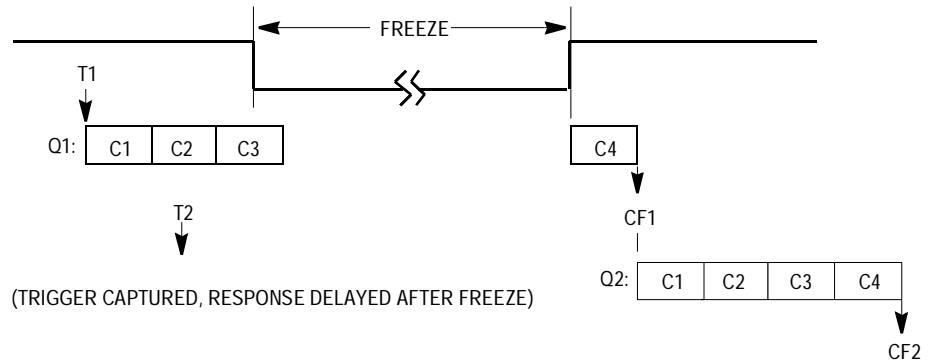 FREEZE
T1
Q1: C1 C2 C3 C4
T2
CF1
(TRIGGER CAPTURED, RESPONSE DELAYED AFTER FREEZE)
Q2: C1 C2 C3 C4
CF2